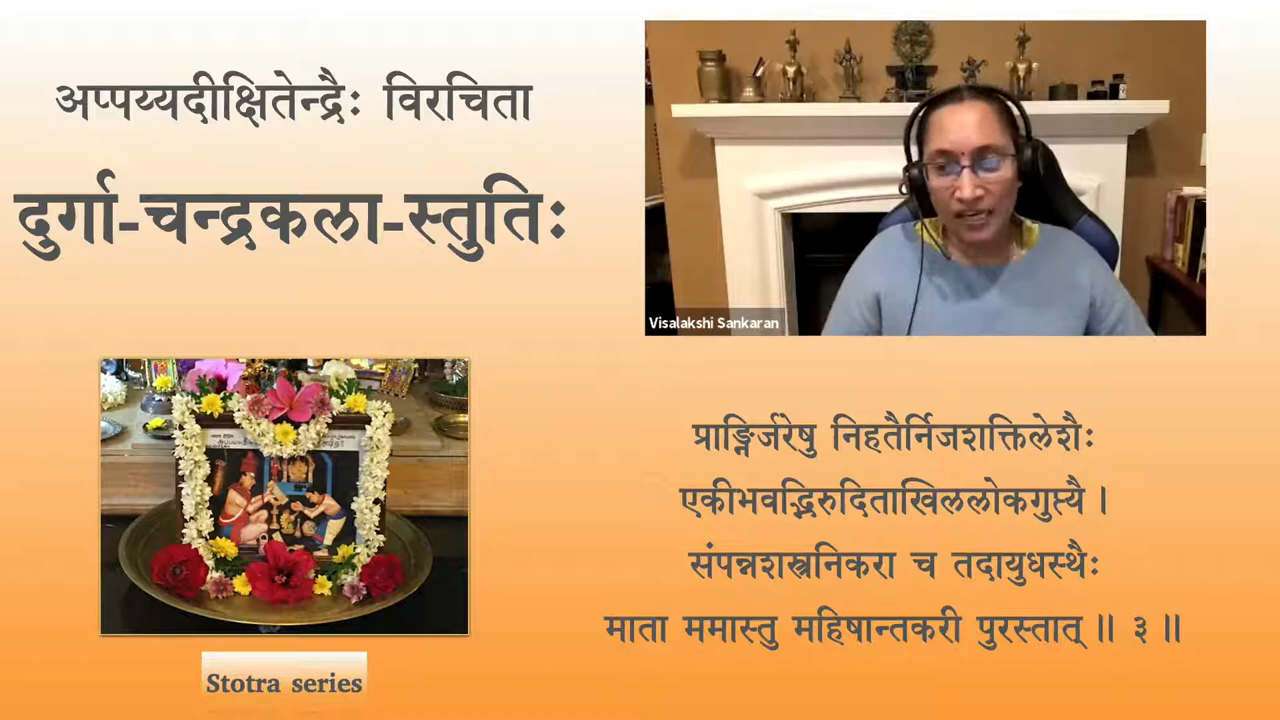 अप्पय्यदीक्षितेन्द्रैः विरचिता
दुर्गा-चन्द्रकला-स्तुतिः
Visalakshi Sankaran
प्राङ्निर्जरेषु निहतैर्निजशक्तिलेशैः
एकीभवद्भिरुदिताखिललोकगुप्त्यै ।
संपन्नशस्त्रनिकरा च तदायुधस्थैः
माता ममास्तु महिषान्तकरी पुरस्तात् ॥ ३ ॥
Stotra series